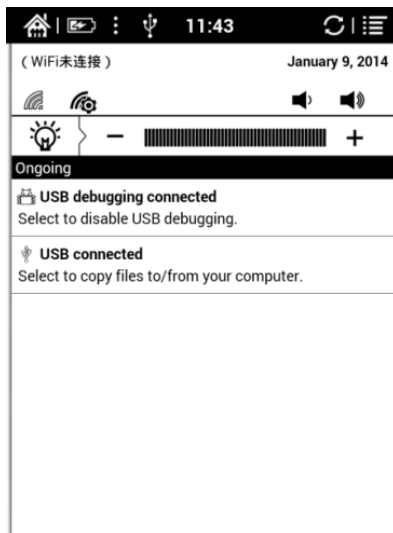 11:43
（WiFi未连接）
January 9, 2014
Ongoing
USB debugging connected
Select to disable USB debugging.
USB connected
Select to copy files to/from your computer.